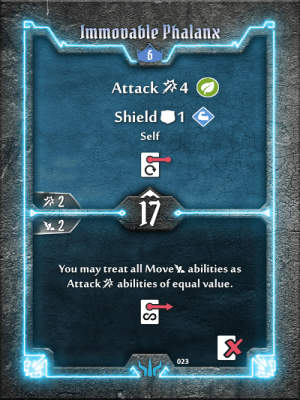 Immovable Phalanx
6
Attack 4
Shield 1
Self
2
17
2
You may treat all Move abilities as
Attack abilities of equal value.
023